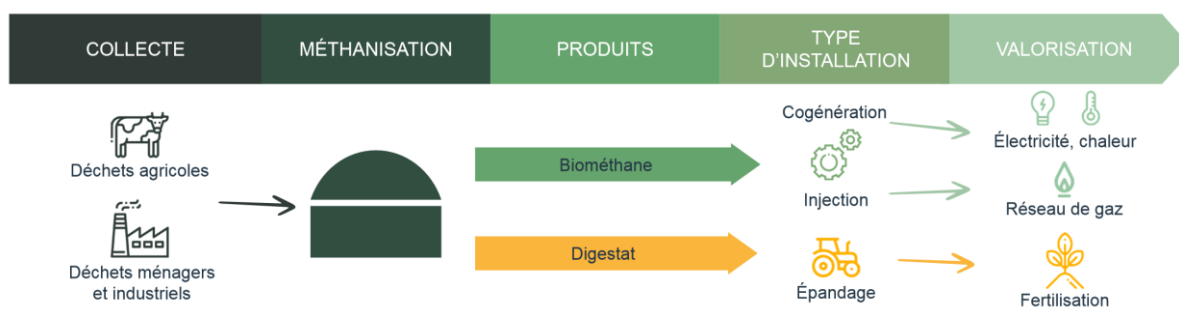 COLLECTE
MÉTHANISATION
PRODUITS
TYPE
D'INSTALLATION
VALORISATION
Déchets agricoles
Déchets ménagers
et industriels
Biométhane
Digestat
Cogénération
Injection
Épandage
Électricité, chaleur
Réseau de gaz
Fertilisation